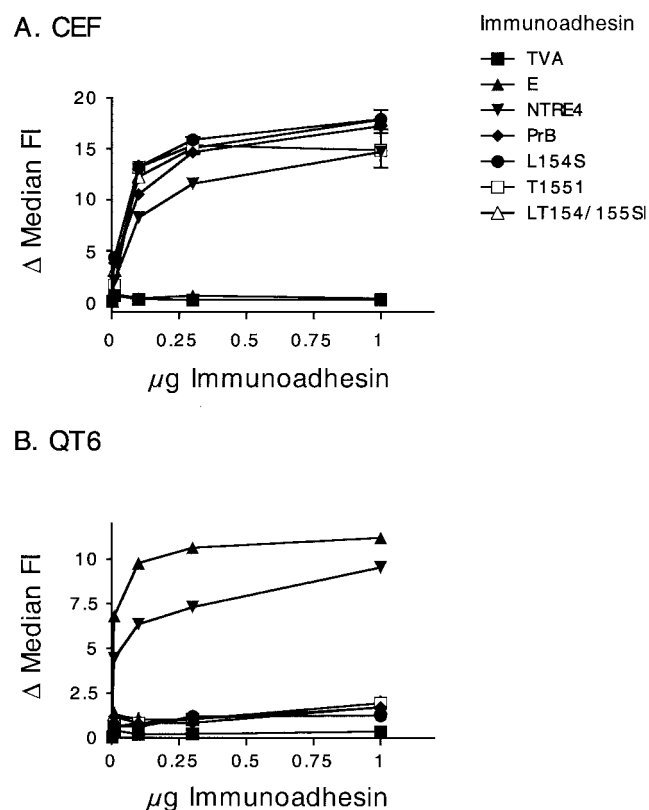 A. CEF
Immunoadhesin
TVA
E
NTRE4
PrB
L154S
T155I
LT154/155SI
20
15
10
5
0
Δ Median FI
0 0.25 0.5 0.75 1
µg Immunoadhesin
B. QT6
10
7.5
5
2.5
0
Δ Median FI
0 0.25 0.5 0.75 1
µg Immunoadhesin